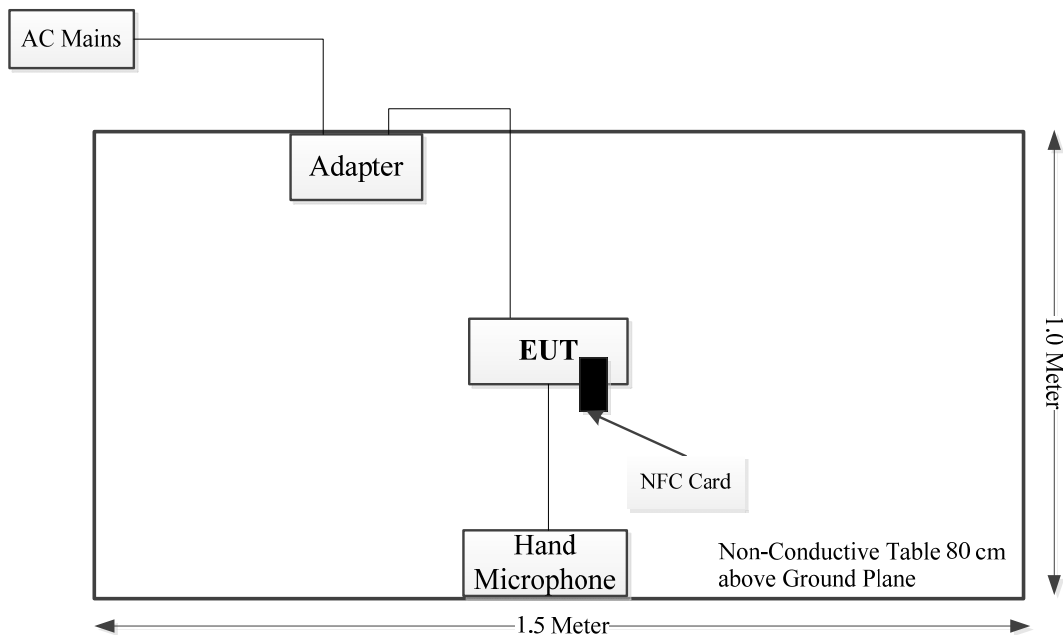 AC Mains
Adapter
EUT
1.0 Meter
NFC Card
Hand
Microphone
Non-Conductive Table 80 cm
above Ground Plane
1.5 Meter